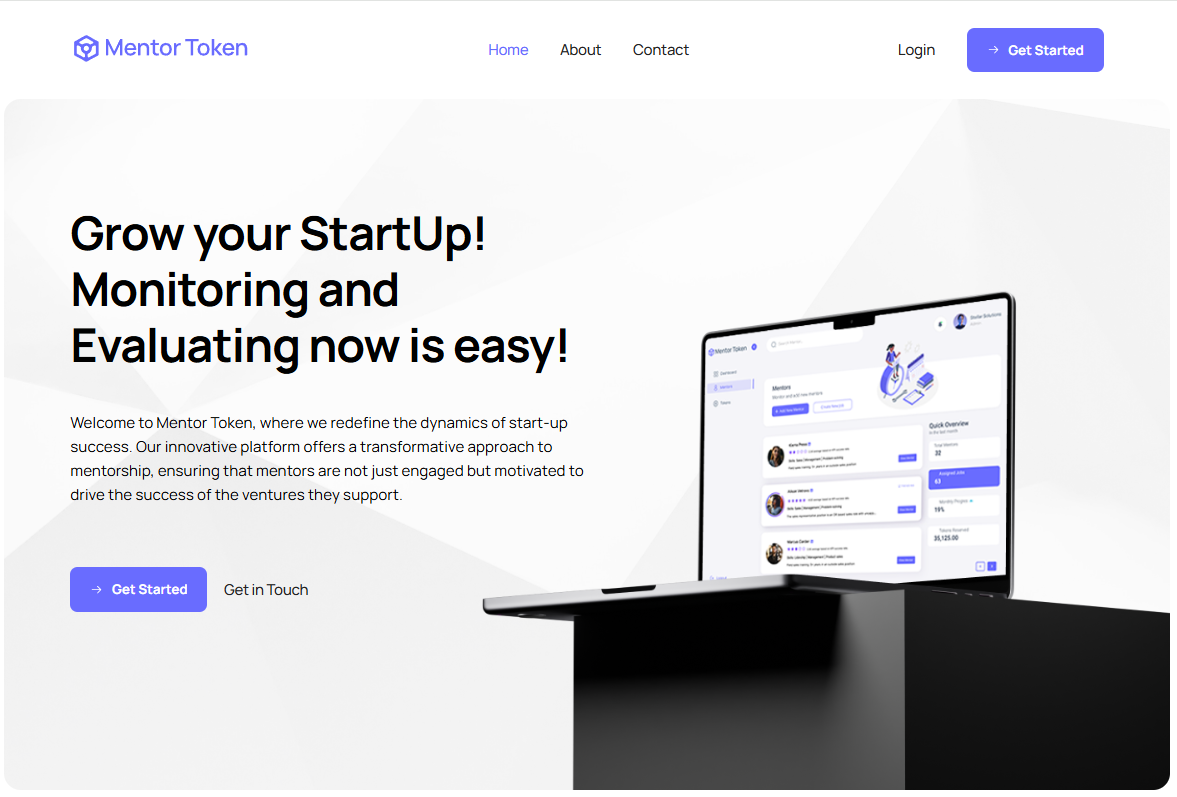 Mentor Token
Home
About
Contact
Login
Get Started
Grow your StartUp!
Monitoring and
Evaluating now is easy!
Welcome to Mentor Token, where we redefine the dynamics of start-up
success. Our innovative platform offers a transformative approach to
mentorship, ensuring that mentors are not just engaged but motivated to
drive the success of the ventures they support.
Get Started
Get in Touch
Mentor Token
Dashboard
Mentors
Tokens
Mentors
Quick Overview
Total Mentors
32
Assigned Jobs
63
Monthly Progress
19%
35,125.00